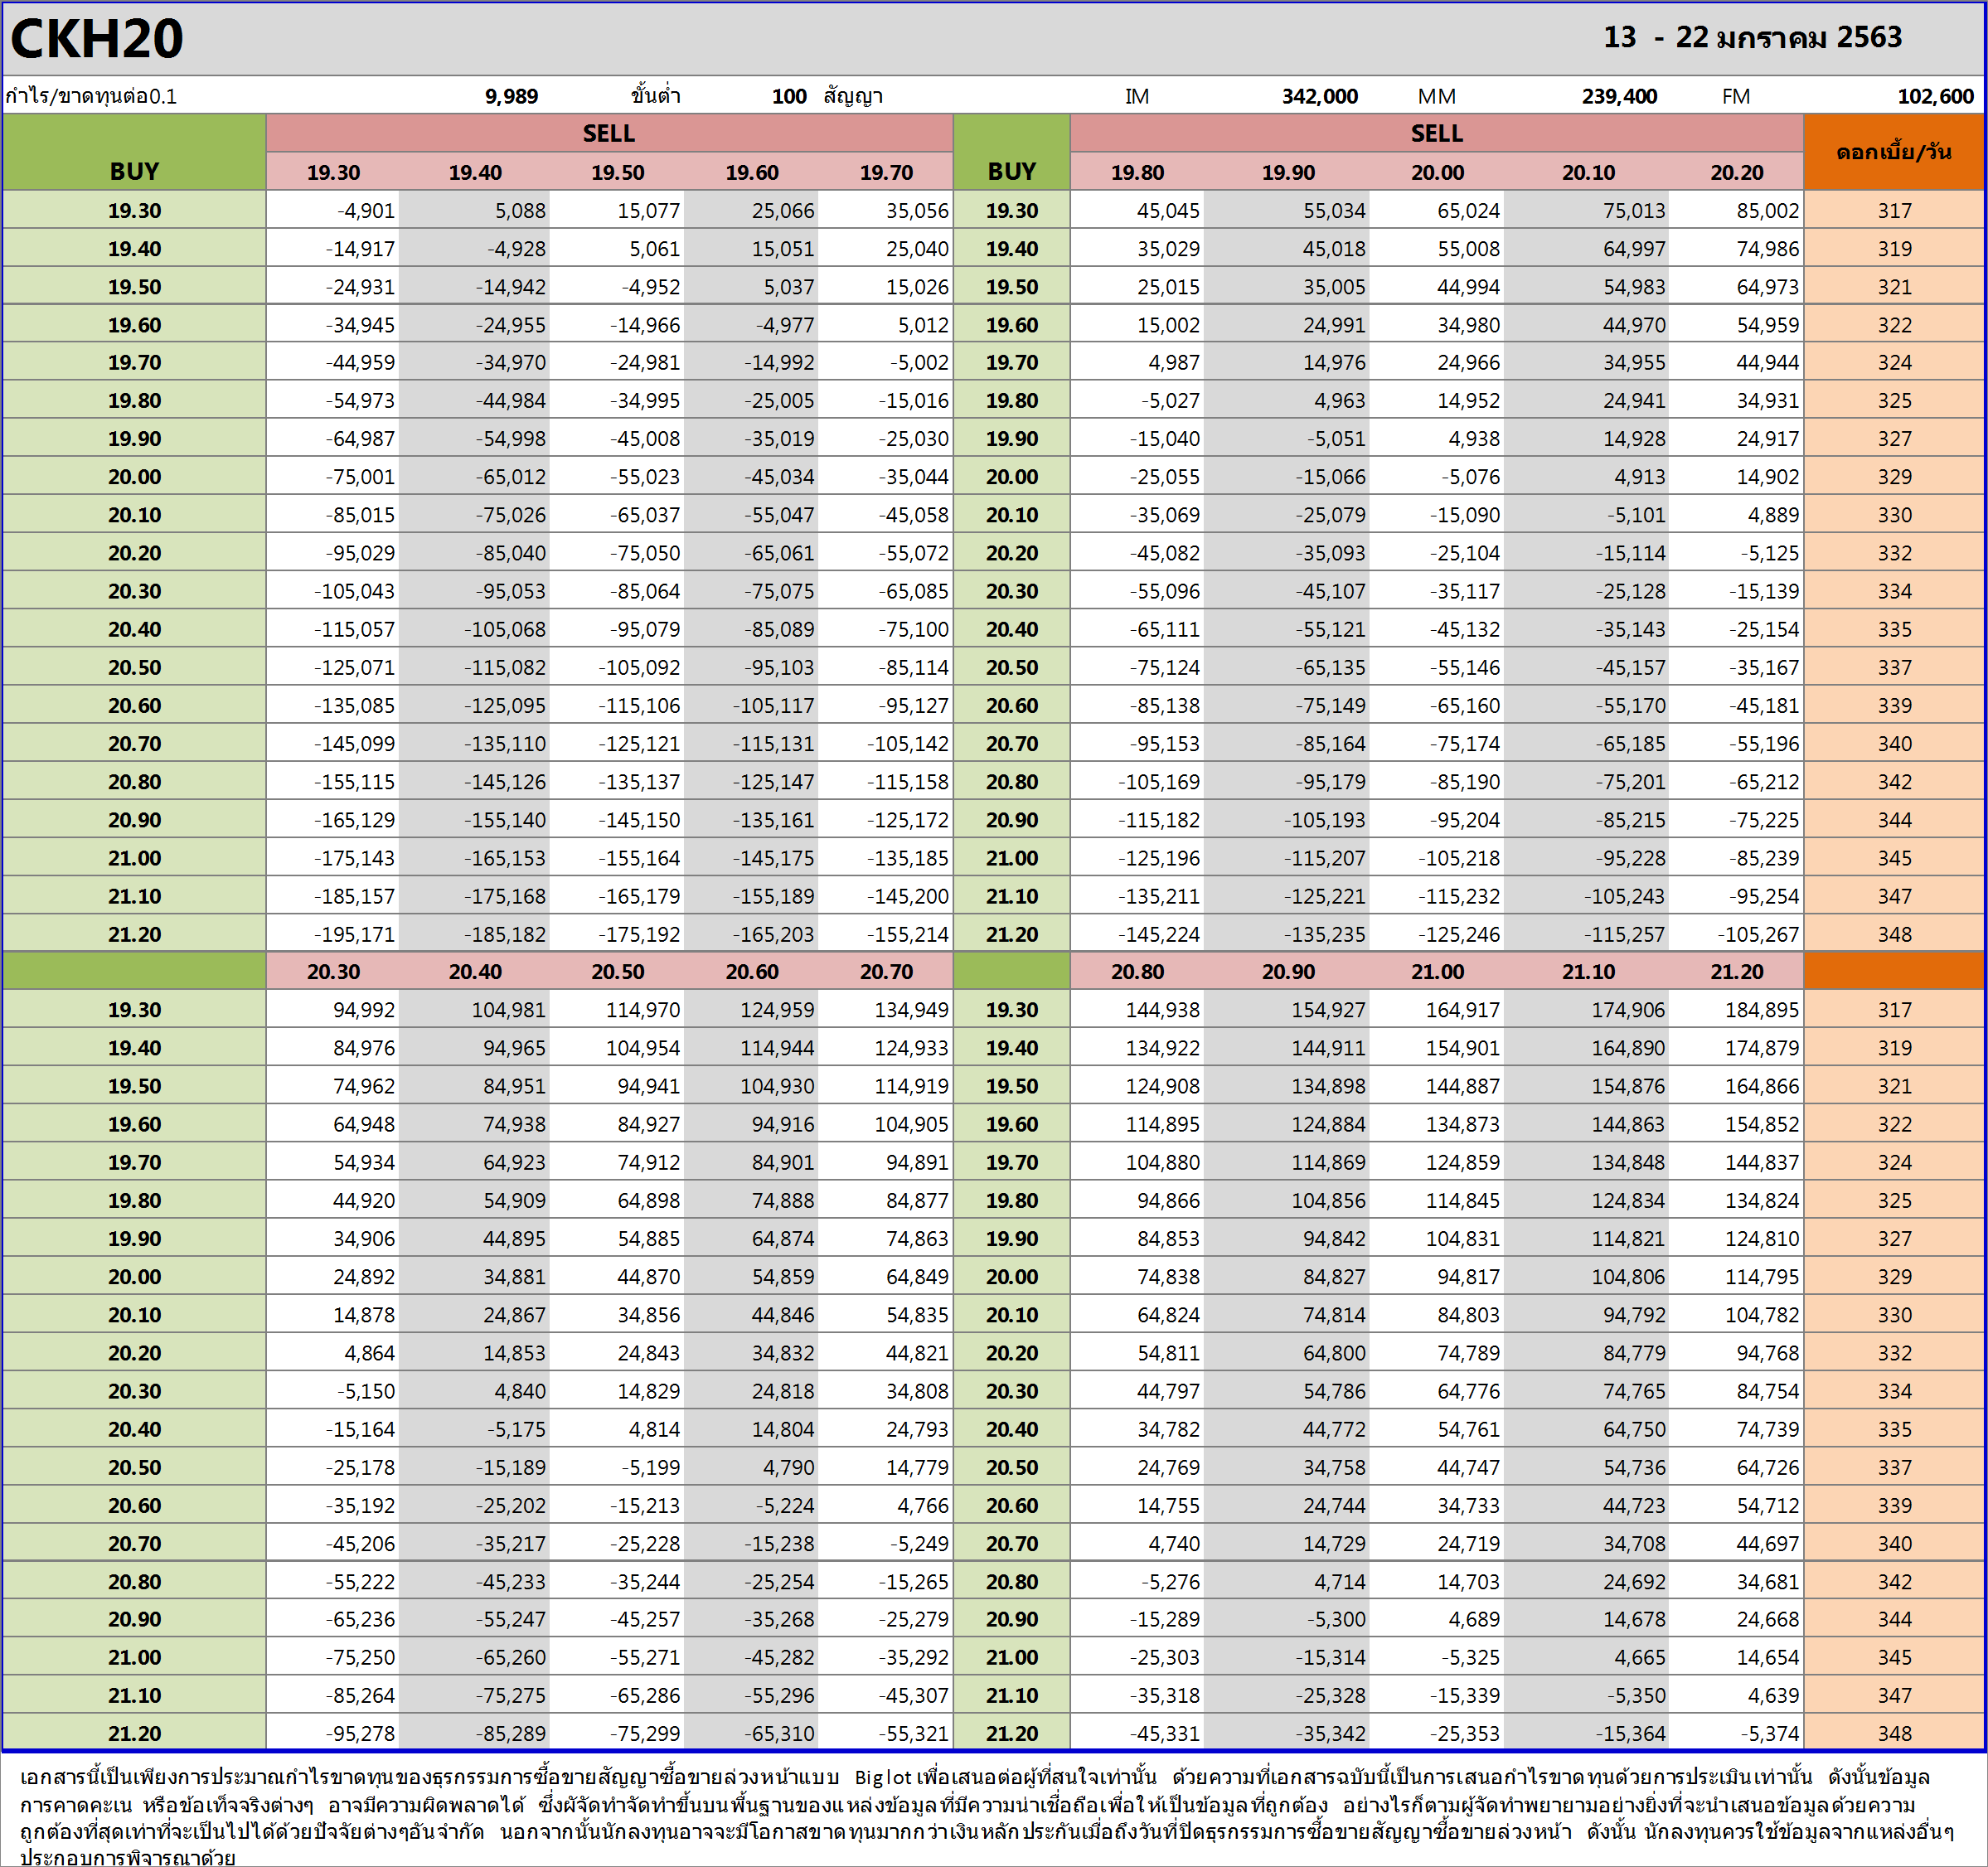 CKH20 13 - 22 มกราคม 2563
กำไร/ขาดทุนต่อ0.1 9,989 ขั้นต่ำ 100 สัญญา IM 342,000 MM 239,400 FM 102,600
SELL SELL ดอกเบี้ย/วัน
BUY 19.30 19.40 19.50 19.60 19.70 BUY 19.80 19.90 20.00 20.10 20.20
19.30 -4,901 5,088 15,077 25,066 35,056 19.30 45,045 55,034 65,024 75,013 85,002 317
19.40 -14,917 -4,928 5,061 15,051 25,040 19.40 35,029 45,018 55,008 64,997 74,986 319
19.50 -24,931 -14,942 -4,952 5,037 15,026 19.50 25,015 35,005 44,994 54,983 64,973 321
19.60 -34,945 -24,955 -14,966 -4,977 5,012 19.60 15,002 24,991 34,980 44,970 54,959 322
19.70 -44,959 -34,970 -24,981 -14,992 -5,002 19.70 4,987 14,976 24,966 34,955 44,944 324
19.80 -54,973 -44,984 -34,995 -25,005 -15,016 19.80 -5,027 4,963 14,952 24,941 34,931 325
19.90 -64,987 -54,998 -45,008 -35,019 -25,030 19.90 -15,040 -5,051 4,938 14,928 24,917 327
20.00 -75,001 -65,012 -55,023 -45,034 -35,044 20.00 -25,055 -15,066 -5,076 4,913 14,902 329
20.10 -85,015 -75,026 -65,037 -55,047 -45,058 20.10 -35,069 -25,079 -15,090 -5,101 4,889 330
20.20 -95,029 -85,040 -75,050 -65,061 -55,072 20.20 -45,082 -35,093 -25,104 -15,114 -5,125 332
20.30 -105,043 -95,053 -85,064 -75,075 -65,085 20.30 -55,096 -45,107 -35,117 -25,128 -15,139 334
20.40 -115,057 -105,068 -95,079 -85,089 -75,100 20.40 -65,111 -55,121 -45,132 -35,143 -25,154 335
20.50 -125,071 -115,082 -105,092 -95,103 -85,114 20.50 -75,124 -65,135 -55,146 -45,157 -35,167 337
20.60 -135,085 -125,095 -115,106 -105,117 -95,127 20.60 -85,138 -75,149 -65,160 -55,170 -45,181 339
20.70 -145,099 -135,110 -125,121 -115,131 -105,142 20.70 -95,153 -85,164 -75,174 -65,185 -55,196 340
20.80 -155,115 -145,126 -135,137 -125,147 -115,158 20.80 -105,169 -95,179 -85,190 -75,201 -65,212 342
20.90 -165,129 -155,140 -145,150 -135,161 -125,172 20.90 -115,182 -105,193 -95,204 -85,215 -75,225 344
21.00 -175,143 -165,153 -155,164 -145,175 -135,185 21.00 -125,196 -115,207 -105,218 -95,228 -85,239 345
21.10 -185,157 -175,168 -165,179 -155,189 -145,200 21.10 -135,211 -125,221 -115,232 -105,243 -95,254 347
21.20 -195,171 -185,182 -175,192 -165,203 -155,214 21.20 -145,224 -135,235 -125,246 -115,257 -105,267 348
20.30 20.40 20.50 20.60 20.70 20.80 20.90 21.00 21.10 21.20
19.30 94,992 104,981 114,970 124,959 134,949 19.30 144,938 154,927 164,917 174,906 184,895 317
19.40 84,976 94,965 104,954 114,944 124,933 19.40 134,922 144,911 154,901 164,890 174,879 319
19.50 74,962 84,951 94,941 104,930 114,919 19.50 124,908 134,898 144,887 154,876 164,866 321
19.60 64,948 74,938 84,927 94,916 104,905 19.60 114,895 124,884 134,873 144,863 154,852 322
19.70 54,934 64,923 74,912 84,901 94,891 19.70 104,880 114,869 124,859 134,848 144,837 324
19.80 44,920 54,909 64,898 74,888 84,877 19.80 94,866 104,856 114,845 124,834 134,824 325
19.90 34,906 44,895 54,885 64,874 74,863 19.90 84,853 94,842 104,831 114,821 124,810 327
20.00 24,892 34,881 44,870 54,859 64,849 20.00 74,838 84,827 94,817 104,806 114,795 329
20.10 14,878 24,867 34,856 44,846 54,835 20.10 64,824 74,814 84,803 94,792 104,782 330
20.20 4,864 14,853 24,843 34,832 44,821 20.20 54,811 64,800 74,789 84,779 94,768 332
20.30 -5,150 4,840 14,829 24,818 34,808 20.30 44,797 54,786 64,776 74,765 84,754 334
20.40 -15,164 -5,175 4,814 14,804 24,793 20.40 34,782 44,772 54,761 64,750 74,739 335
20.50 -25,178 -15,189 -5,199 4,790 14,779 20.50 24,769 34,758 44,747 54,736 64,726 337
20.60 -35,192 -25,202 -15,213 -5,224 4,766 20.60 14,755 24,744 34,733 44,723 54,712 339
20.70 -45,206 -35,217 -25,228 -15,238 -5,249 20.70 4,740 14,729 24,719 34,708 44,697 340
20.80 -55,222 -45,233 -35,244 -25,254 -15,265 20.80 -5,276 4,714 14,703 24,692 34,681 342
20.90 -65,236 -55,247 -45,257 -35,268 -25,279 20.90 -15,289 -5,300 4,689 14,678 24,668 344
21.00 -75,250 -65,260 -55,271 -45,282 -35,292 21.00 -25,303 -15,314 -5,325 4,665 14,654 345
21.10 -85,264 -75,275 -65,286 -55,296 -45,307 21.10 -35,318 -25,328 -15,339 -5,350 4,639 347
21.20 -95,278 -85,289 -75,299 -65,310 -55,321 21.20 -45,331 -35,342 -25,353 -15,364 -5,374 348
เอกสารนี้เป็นเพียงการประมาณกำไรขาดทุนของธุรกรรมการซื้อขายสัญญาซื้อขายล่วงหน้าแบบ Biglot เพื่อเสนอต่อผู้ที่สนใจเท่านั้น ด้วยความที่เอกสารฉบับนี้เป็นการเสนอกำไรขาดทุนด้วยการประเมินเท่านั้น ดังนั้นข้อมูล
การคาดคะเน หรือข้อเท็จจริงต่างๆ อาจมีความผิดพลาดได้ ซึ่งผัจัดทำจัดทำขึ้นบนพื้นฐานของแหล่งข้อมูลที่มีความน่าเชื่อถือเพื่อให้เป็นข้อมูลที่ถูกต้อง อย่างไรก็ตามผู้จัดทำพยายามอย่างยิ่งที่จะนำเสนอข้อมูลด้วยความ
ถูกต้องที่สุดเท่าที่จะเป็นไปได้ด้วยปัจจัยต่างๆอันจำกัด นอกจากนั้นนักลงทุนอาจจะมีโอกาสขาดทุนมากกว่าเงินหลักประกันเมื่อถึงวันที่ปิดธุรกรรมการซื้อขายสัญญาซื้อขายล่วงหน้า ดังนั้น นักลงทุนควรใช้ข้อมูลจากแหล่งอื่นๆ
ประกอบการพิจารณาด้วย